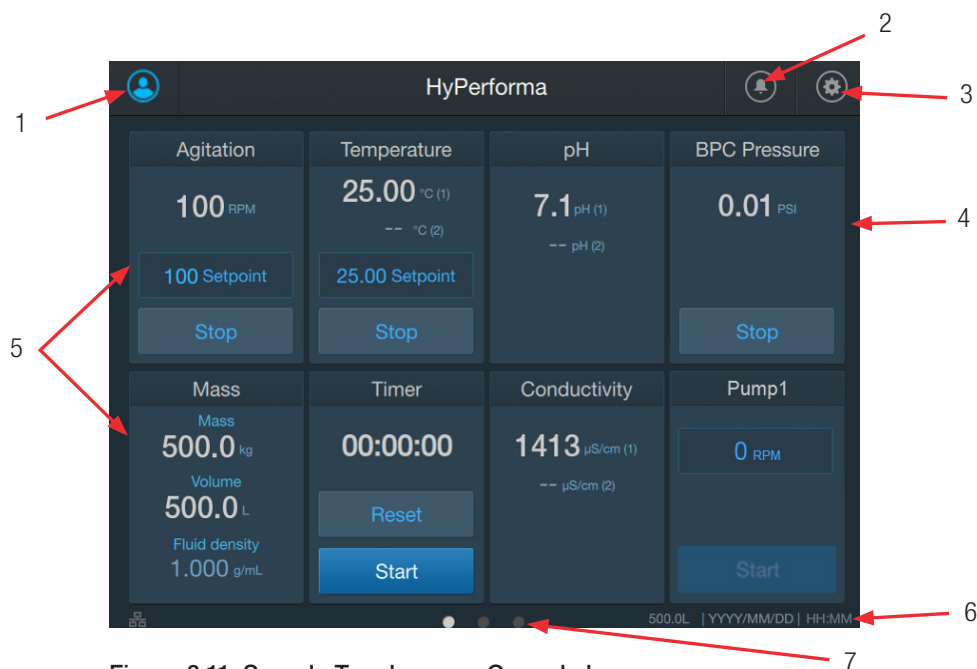 2
HyPerforma
1
3
Agitation
Temperature
pH
BPC Pressure
100 RPM
25.00 °C (1)
-- °C (2)
7.1 pH (1)
-- pH (2)
0.01 PSI
4
100 Setpoint
25.00 Setpoint
Stop
Stop
Stop
5
Mass
Timer
Conductivity
Pump1
Mass
500.0 kg
Volume
500.0 L
Fluid density
1.000 g/mL
00:00:00
Reset
Start
1413 µS/cm (1)
-- µS/cm (2)
0 RPM
Start
500.0L | YYYY/MM/DD | HH:MM
6
7